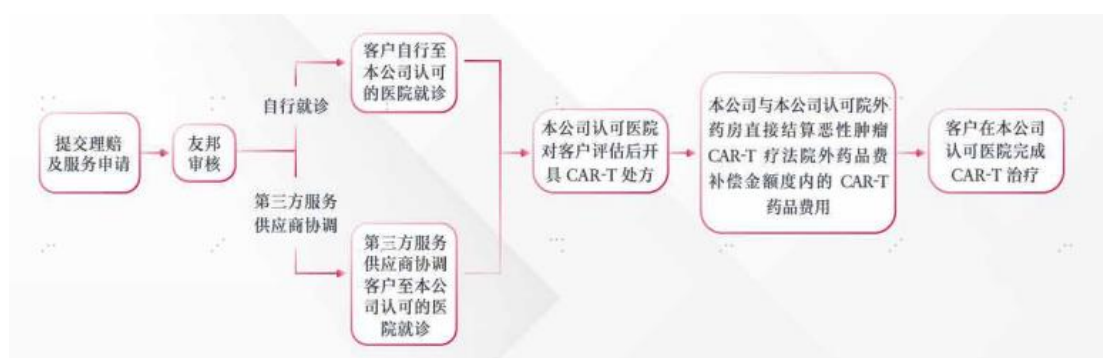 提交理赔
及服务申请
友邦
审核
自行就诊
客户自行至
本公司认可
的医院就诊
第三方服务
供应商协调
第三方服务
供应商协调
客户至本公
司认可的医
院就诊
本公司认可医院
对客户评估后开
具 CAR-T 处方
本公司与本公司认可院外
药房直接结算恶性肿瘤
CAR-T 疗法院外药品费
补偿金额度内的 CAR-T
药品费用
客户在本公司
认可医院完成
CAR-T 治疗